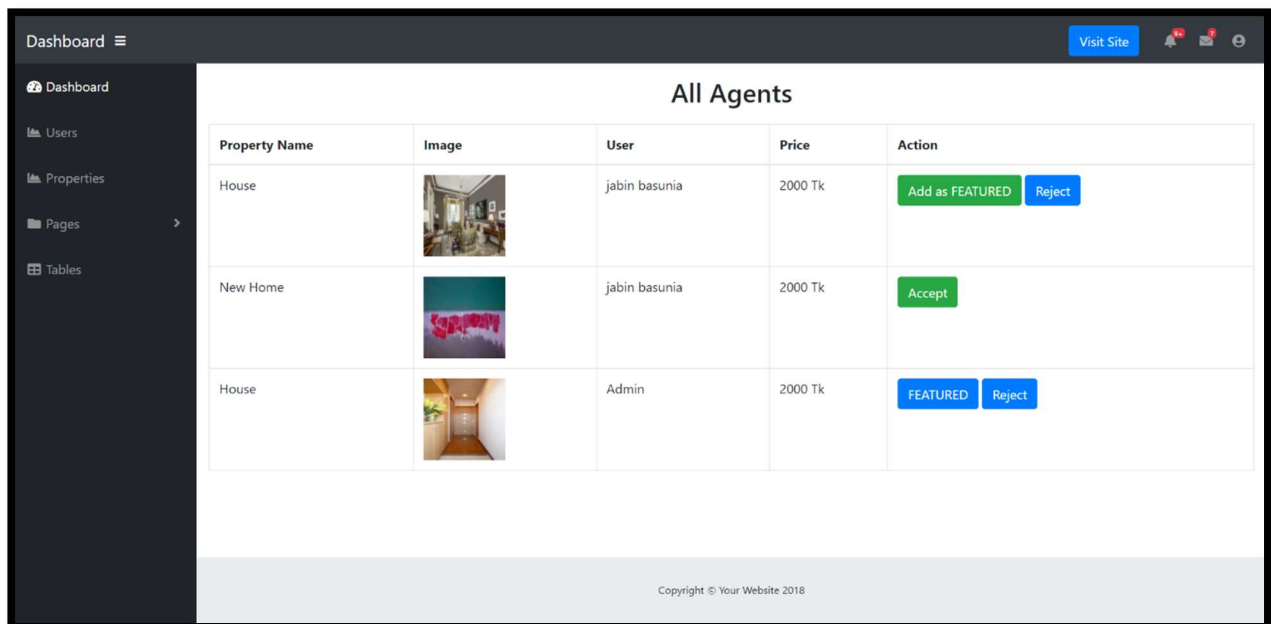 Dashboard
Visit Site
9+
7
Dashboard
Users
Properties
Pages
Tables
All Agents
Property Name Image User Price Action
House jabin basunia 2000 Tk Add as FEATURED Reject
New Home jabin basunia 2000 Tk Accept
House Admin 2000 Tk FEATURED Reject
Copyright © Your Website 2018